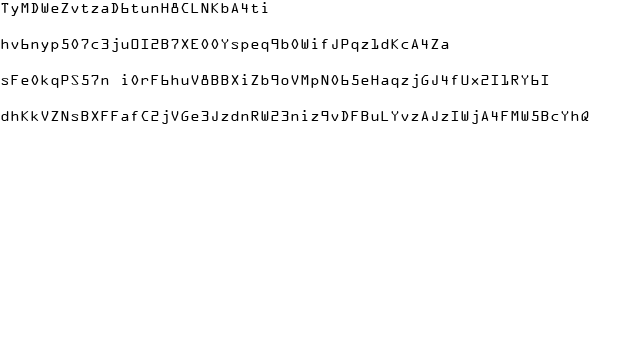 TyMDWeZvtzaD6tunH8CLNKbA4ti
hv6nyp507c3juOI2B7XE00Yspeq9b0WifJPqz1dKcA4Za
sFe0kqPS57n i0rF6huV8BBXiZb9oVMpN065eHaqzjGJ4fUx2I1RY6I
dhKkVZNsBXFFafC2jVGe3JzdnRW23niz9vDFBuLYvzAJzIWjA4FMW5BcYhQ